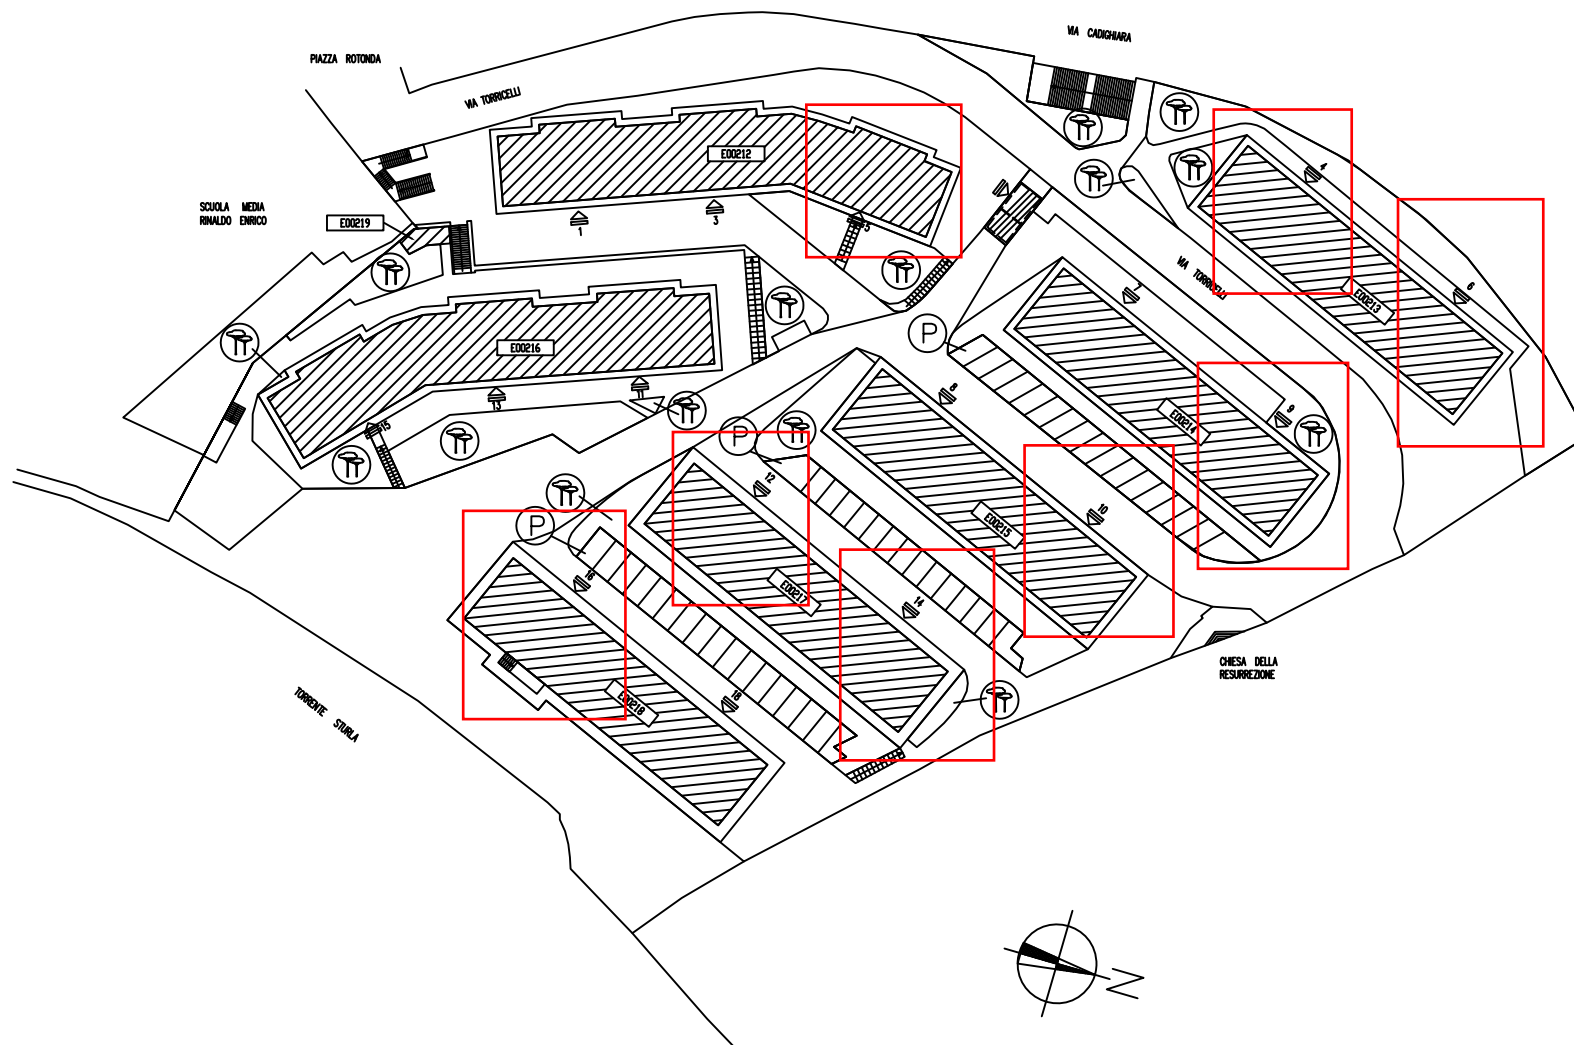 VIA CADIGHIARA
PIAZZA ROTONDA
VIA TORRICELLI
E00212
4
SCUOLA MEDIA
RINALDO ENRICO
E00219
1
3
5
VIA TORRICELLI
7
6
E00213
P
E00216
8
9
11
13
15
E00214
P
12
10
P
E00215
16
E00217
14
CHIESA DELLA
RESURREZIONE
18
E00218
TORRENTE STURLA
N